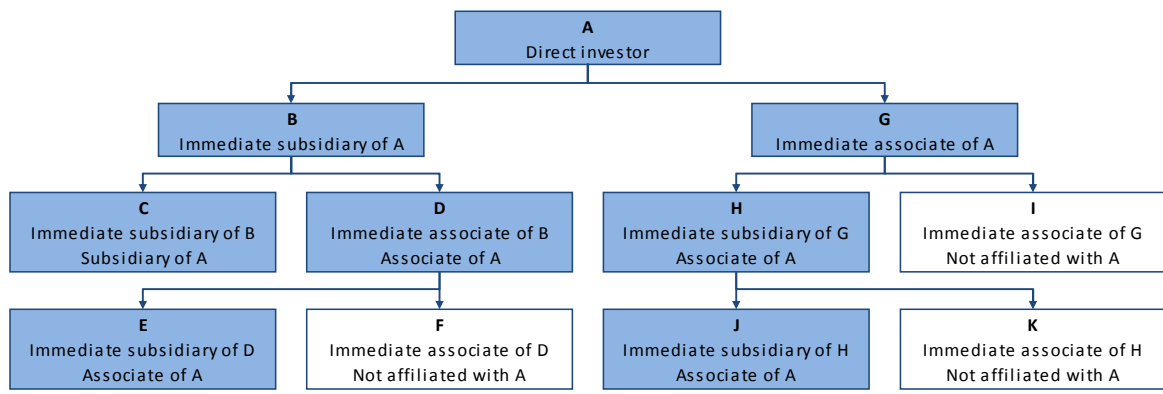 A
Direct investor
B
Immediate subsidiary of A
G
Immediate associate of A
C
Immediate subsidiary of B
Subsidiary of A
D
Immediate associate of B
Associate of A
H
Immediate subsidiary of G
Associate of A
I
Immediate associate of G
Not affiliated with A
E
Immediate subsidiary of D
Associate of A
F
Immediate associate of D
Not affiliated with A
J
Immediate subsidiary of H
Associate of A
K
Immediate associate of H
Not affiliated with A